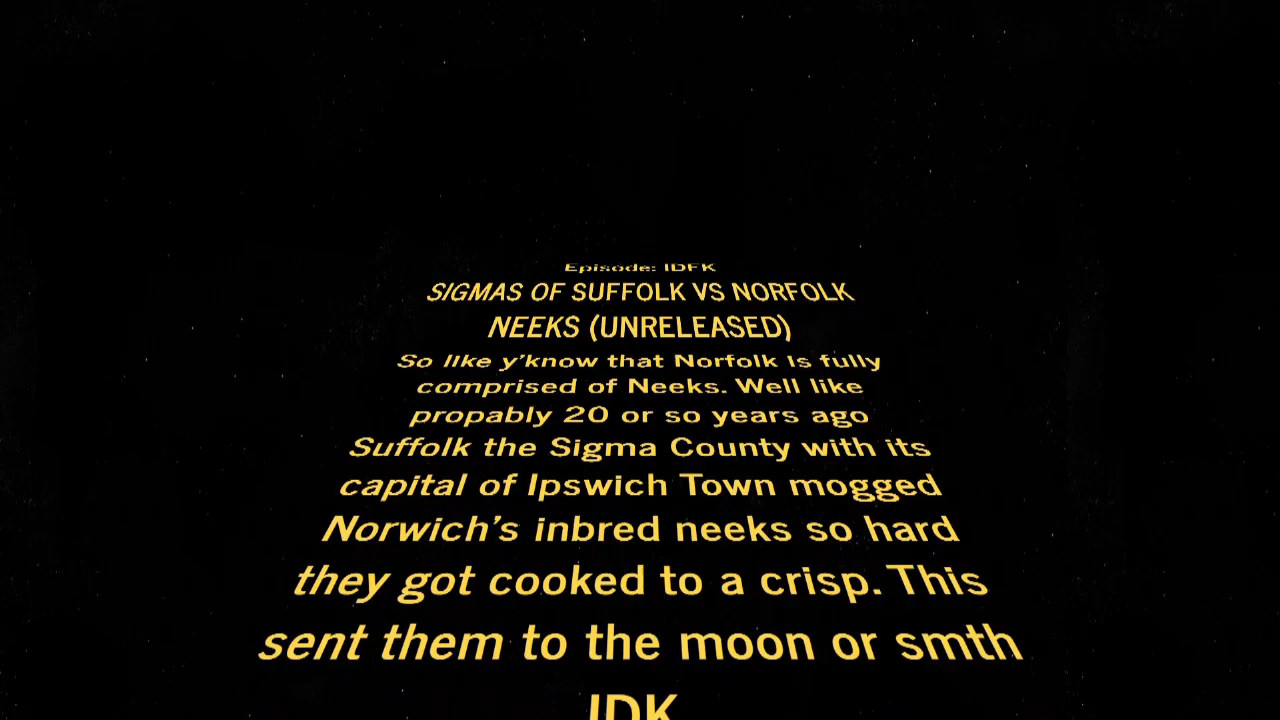 Episode: IDFK
SIGMAS OF SUFFOLK VS NORFOLK
NEEKS (UNRELEASED)
So like y'know that Norfolk is fully
comprised of Neeks. Well like
propably 20 or so years ago
Suffolk the Sigma County with its
capital of Ipswich Town mogged
Norwich's inbred neeks so hard
they got cooked to a crisp. This
sent them to the moon or smth
IDK